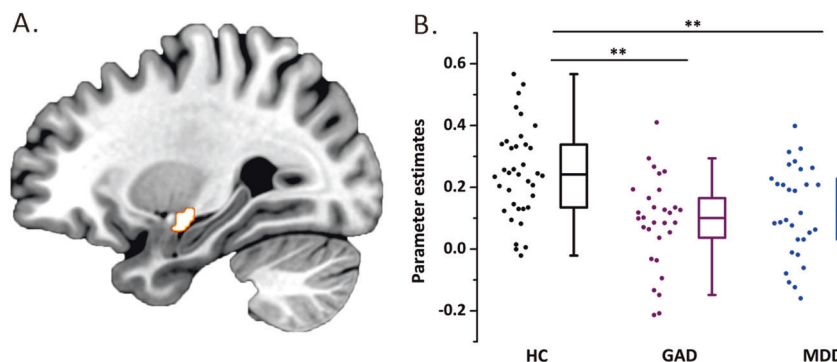 A.
B.
**
**
0.6
0.4
0.2
0.0
-0.2
Parameter estimates
HC GAD MDD